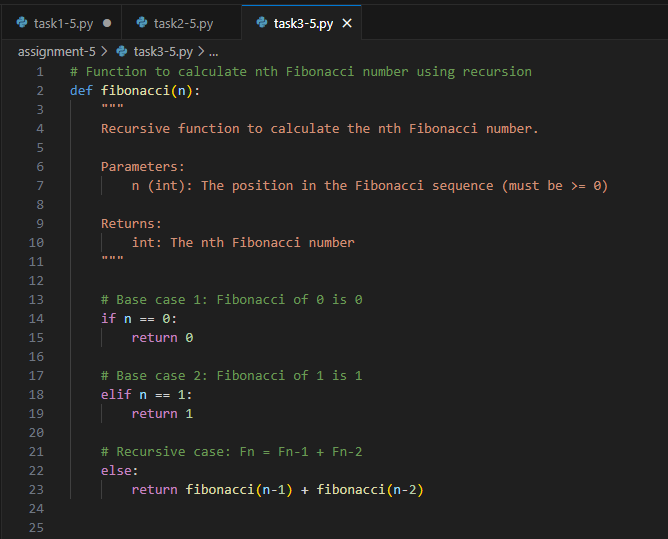 task1-5.py ● task2-5.py task3-5.py ×
assignment-5 > task3-5.py > ...
1 # Function to calculate nth Fibonacci number using recursion
2 def fibonacci(n):
3     """
4     Recursive function to calculate the nth Fibonacci number.
5
6     Parameters:
7         n (int): The position in the Fibonacci sequence (must be >= 0)
8
9     Returns:
10         int: The nth Fibonacci number
11     """
12
13     # Base case 1: Fibonacci of 0 is 0
14     if n == 0:
15         return 0
16
17     # Base case 2: Fibonacci of 1 is 1
18     elif n == 1:
19         return 1
20
21     # Recursive case: Fn = Fn-1 + Fn-2
22     else:
23         return fibonacci(n-1) + fibonacci(n-2)
24
25